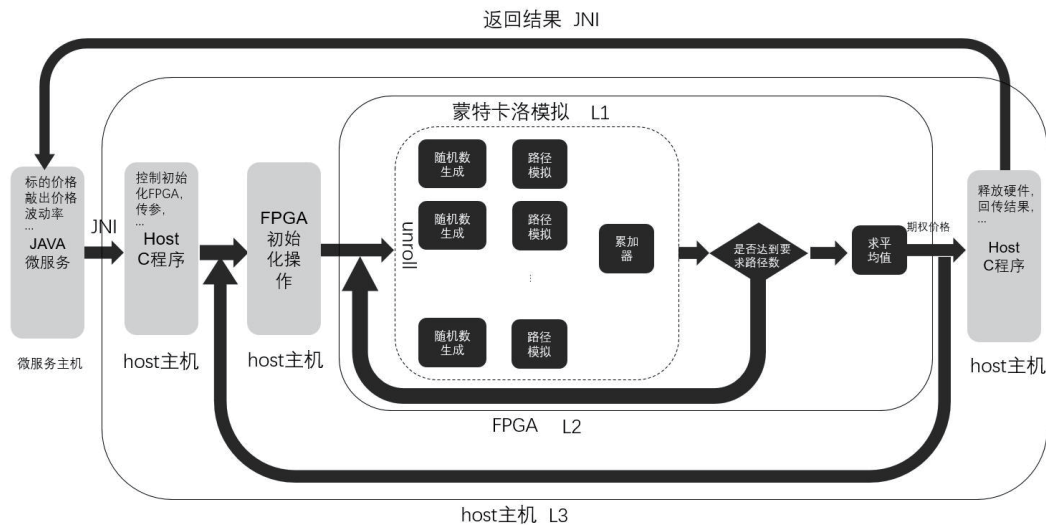 返回结果 JNI
蒙特卡洛模拟 L1
标的价格
敲出价格
波动率
...
JAVA
微服务
微服务主机
JNI
控制初始
化FPGA,
传参,
...
Host
C程序
host主机
FPGA
初始
化操
作
host主机
unroll
随机数
生成
路径
模拟
随机数
生成
路径
模拟
...
随机数
生成
路径
模拟
累加
器
是否达到要
求路径数
求平
均值
期权价格
释放硬件,
回传结果,
...
Host
C程序
host主机
FPGA L2
host主机 L3